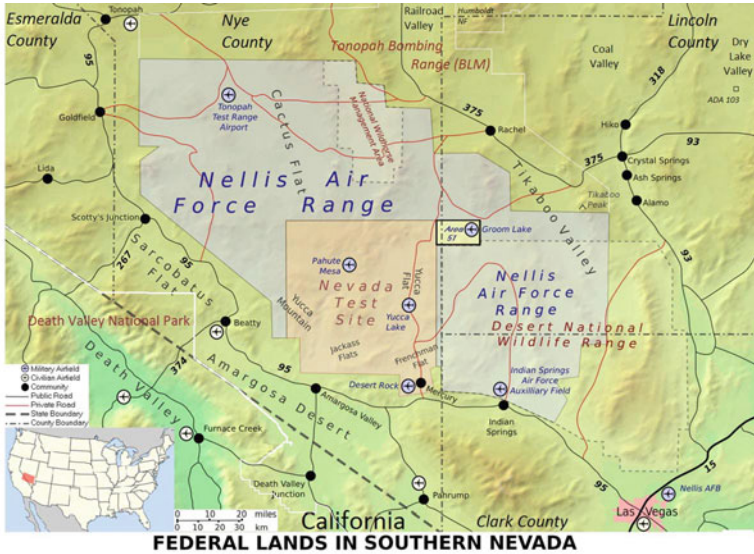 Esmeralda
County
Tonopah
Nye
County
Railroad
Valley
Humboldt
NF
Lincoln
County
Tonopah Bombing
Range (BLM)
Coal
Valley
Dry
Lake
Valley
95
318
ADA 103
Goldfield
Tonopah
Test Range
Airport
Cactus Flat
National Wildhorse
Management Area
375
Rachel
Hiko
93
375
Crystal Springs
Ash Springs
Alamo
Tikaboo
Peak
Tikaboo Valley
Lida
Nellis Air
Force Range
Scotty's Junction
Area
51
Groom Lake
95
267
Sarcobatus
Flat
Pahute
Mesa
Yucca
Flat
Nevada
Test
Site
Yucca
Mountain
Yucca
Lake
Nellis
Air Force
Range
Desert National
Wildlife Range
93
Death Valley National Park
Beatty
Jackass
Flats
Frenchman
Flat
374
95
Death Valley
Amargosa Desert
Desert Rock
Mercury
Indian Springs
Air Force
Auxilliary Field
Amargosa Valley
Indian
Springs
Military Airfield
Civilian Airfield
Community
Public Road
Private Road
State Boundary
County Boundary
Furnace Creek
Death Valley
Junction
Pahrump
95
15
Nellis AFB
Las Vegas
0 10 20
miles
0 10 20 30
km
California
Clark County
FEDERAL LANDS IN SOUTHERN NEVADA